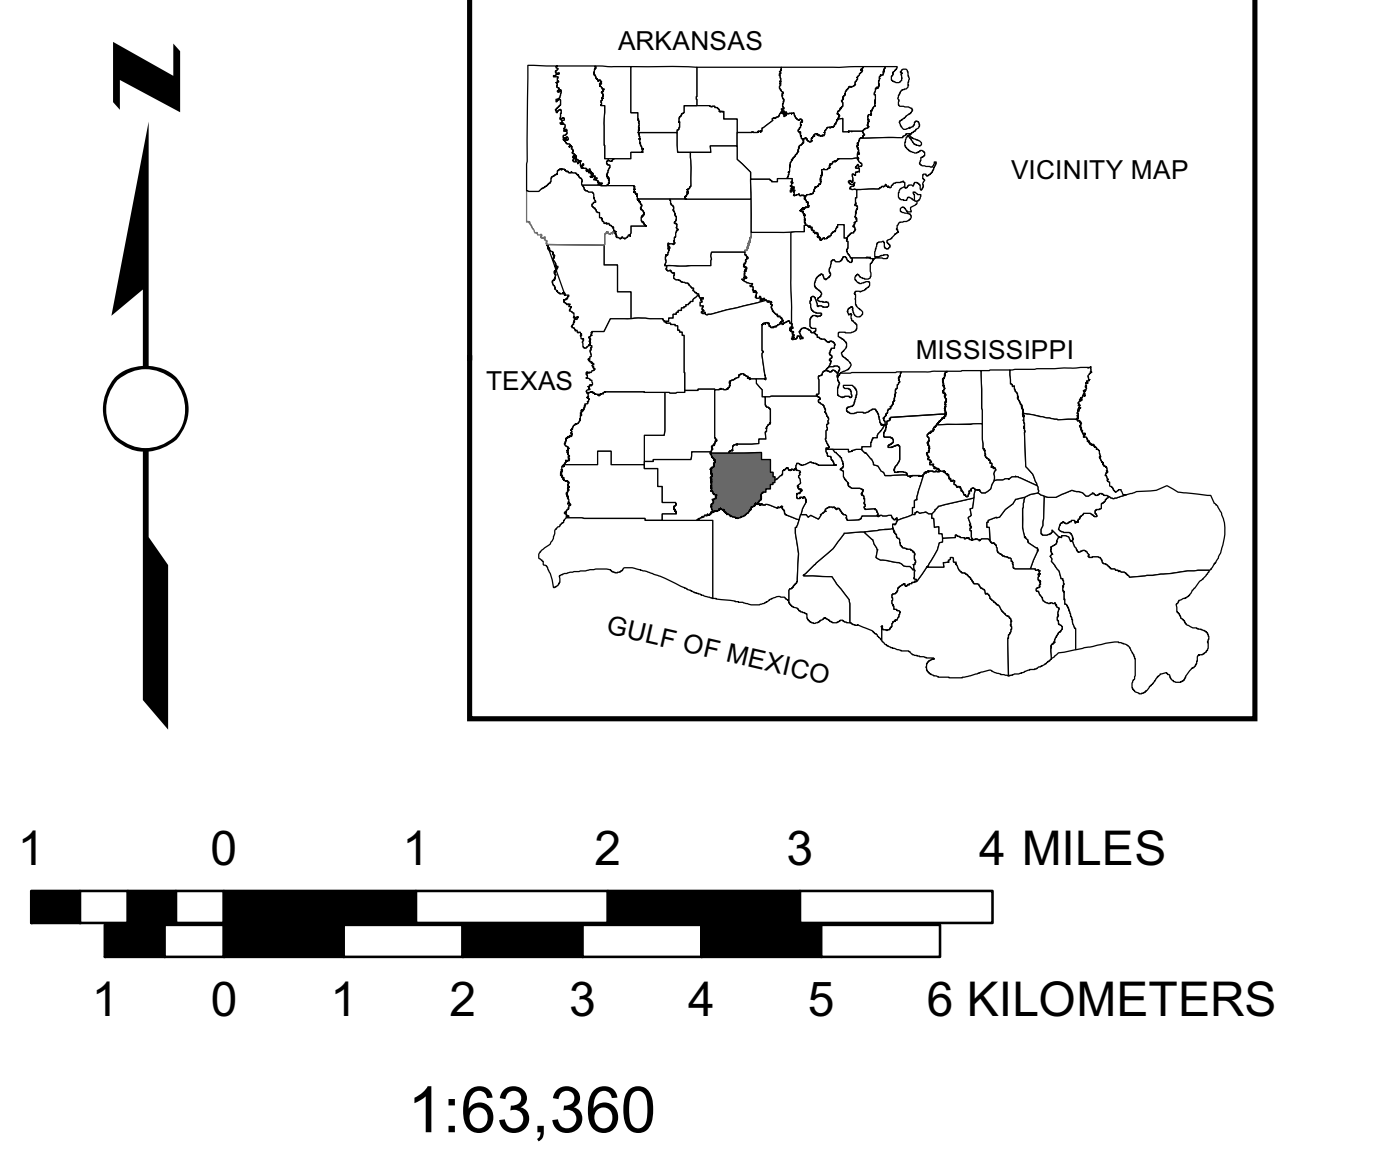 N
ARKANSAS
VICINITY MAP
MISSISSIPPI
TEXAS
GULF OF MEXICO
1 0 1 2 3 4 MILES
1 0 1 2 3 4 5 6 KILOMETERS
1:63,360